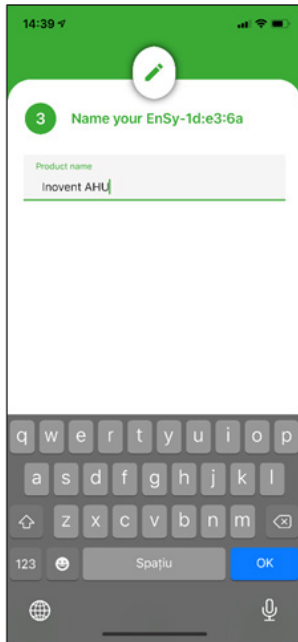 14:39
3 Name your EnSy-1d:e3:6a
Product name
Inovent AHU
q w e r t y u i o p
a s d f g h j k l
z x c v b n m
123 Spațiu OK